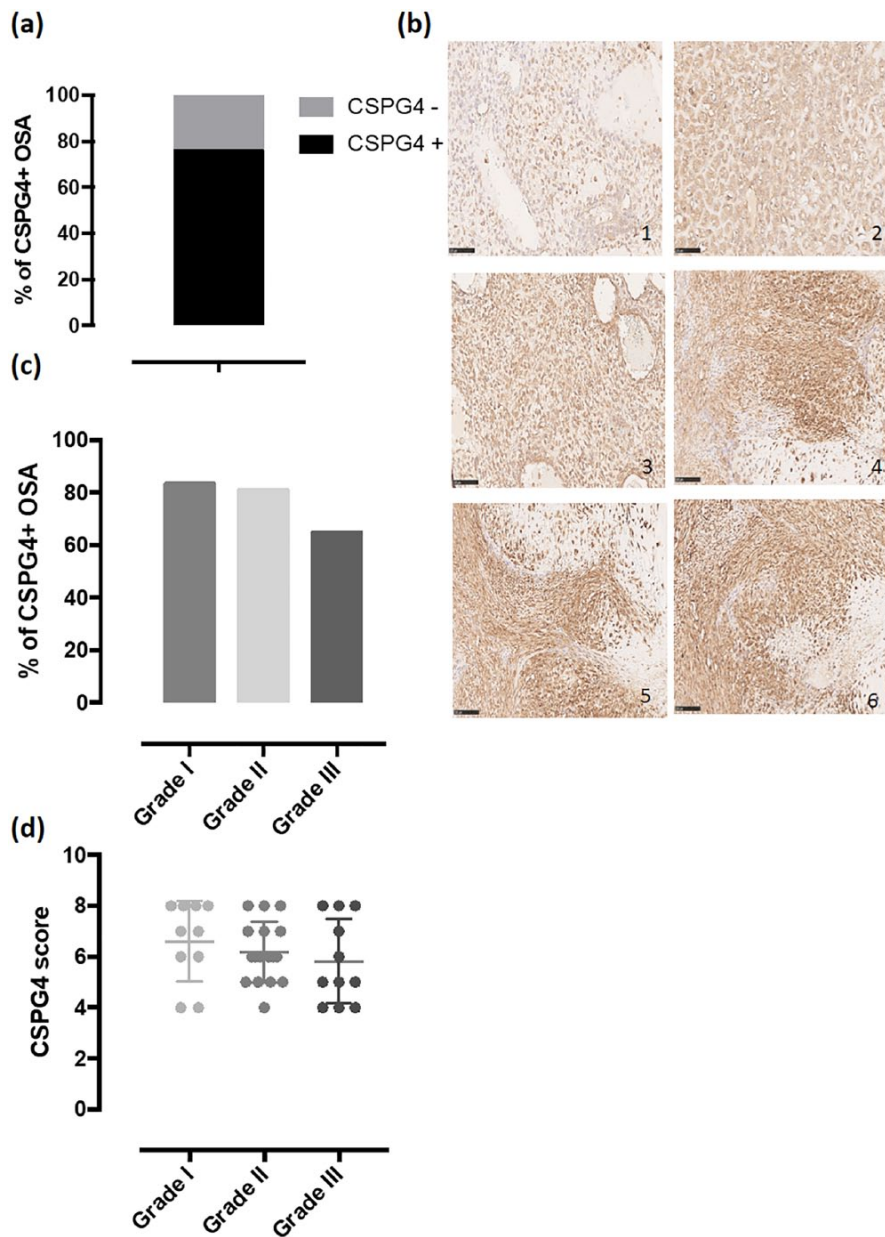 (a)
% of CSPG4+ OSA
100
80
60
40
20
0
CSPG4 -
CSPG4 +
(b)
1
2
3
4
5
6
(c)
% of CSPG4+ OSA
100
80
60
40
20
0
Grade I
Grade II
Grade III
(d)
CSPG4 score
10
8
6
4
2
0
Grade I
Grade II
Grade III